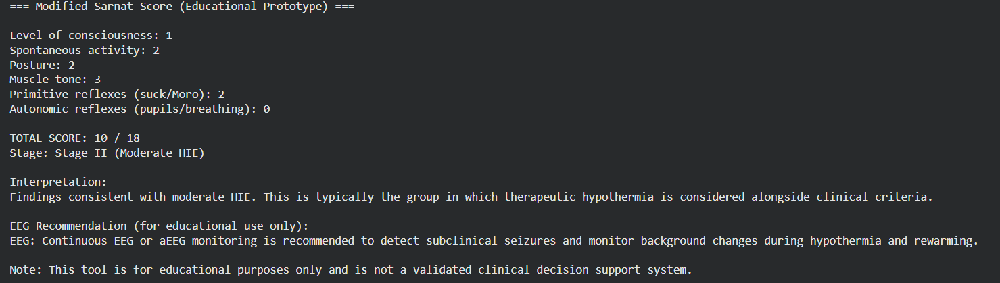 === Modified Sarnat Score (Educational Prototype) ===
Level of consciousness: 1
Spontaneous activity: 2
Posture: 2
Muscle tone: 3
Primitive reflexes (suck/Moro): 2
Autonomic reflexes (pupils/breathing): 0
TOTAL SCORE: 10 / 18
Stage: Stage II (Moderate HIE)
Interpretation:
Findings consistent with moderate HIE. This is typically the group in which therapeutic hypothermia is considered alongside clinical criteria.
EEG Recommendation (for educational use only):
EEG: Continuous EEG or aEEG monitoring is recommended to detect subclinical seizures and monitor background changes during hypothermia and rewarming.
Note: This tool is for educational purposes only and is not a validated clinical decision support system.